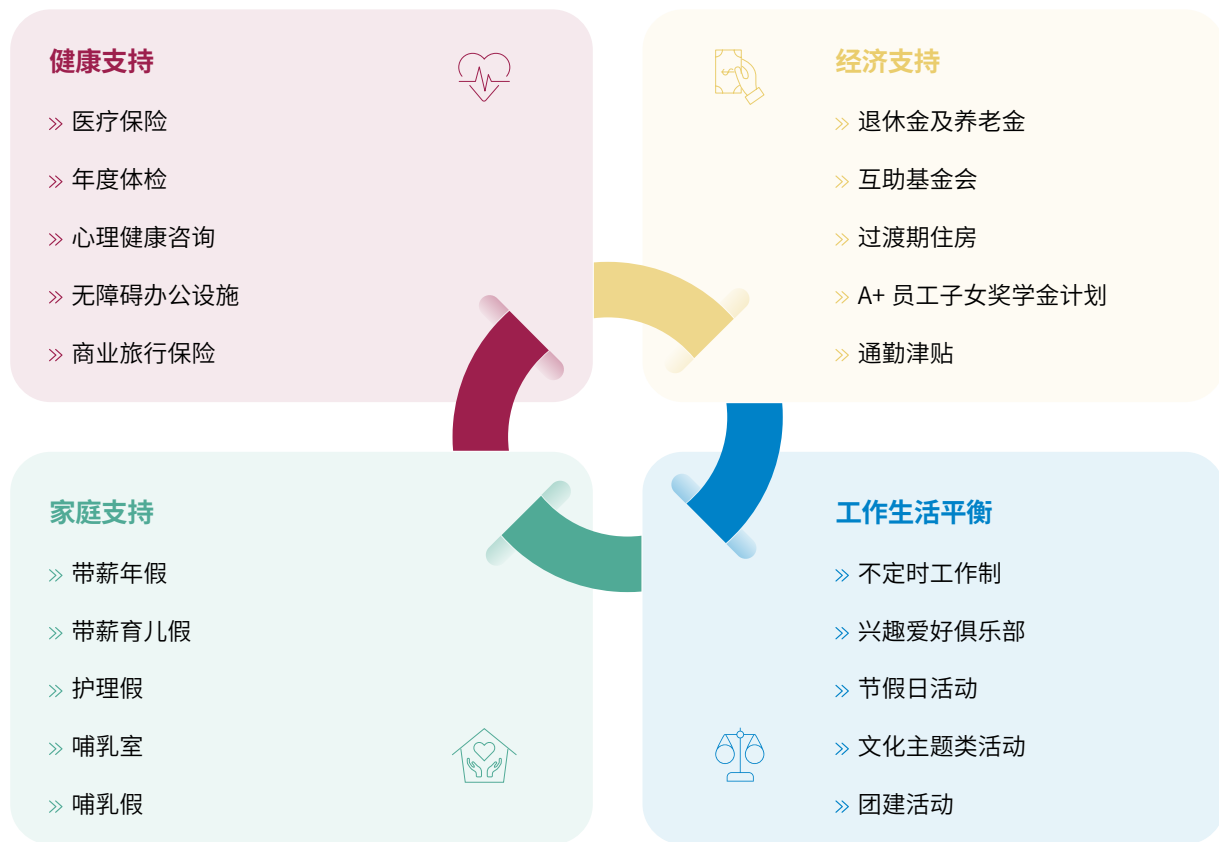 健康支持
医疗保险
年度体检
心理健康咨询
无障碍办公设施
商业旅行保险
经济支持
退休金及养老金
互助基金会
过渡期住房
A+ 员工子女奖学金计划
通勤津贴
家庭支持
带薪年假
带薪育儿假
护理假
哺乳室
哺乳假
工作生活平衡
不定时工作制
兴趣爱好俱乐部
节假日活动
文化主题类活动
团建活动